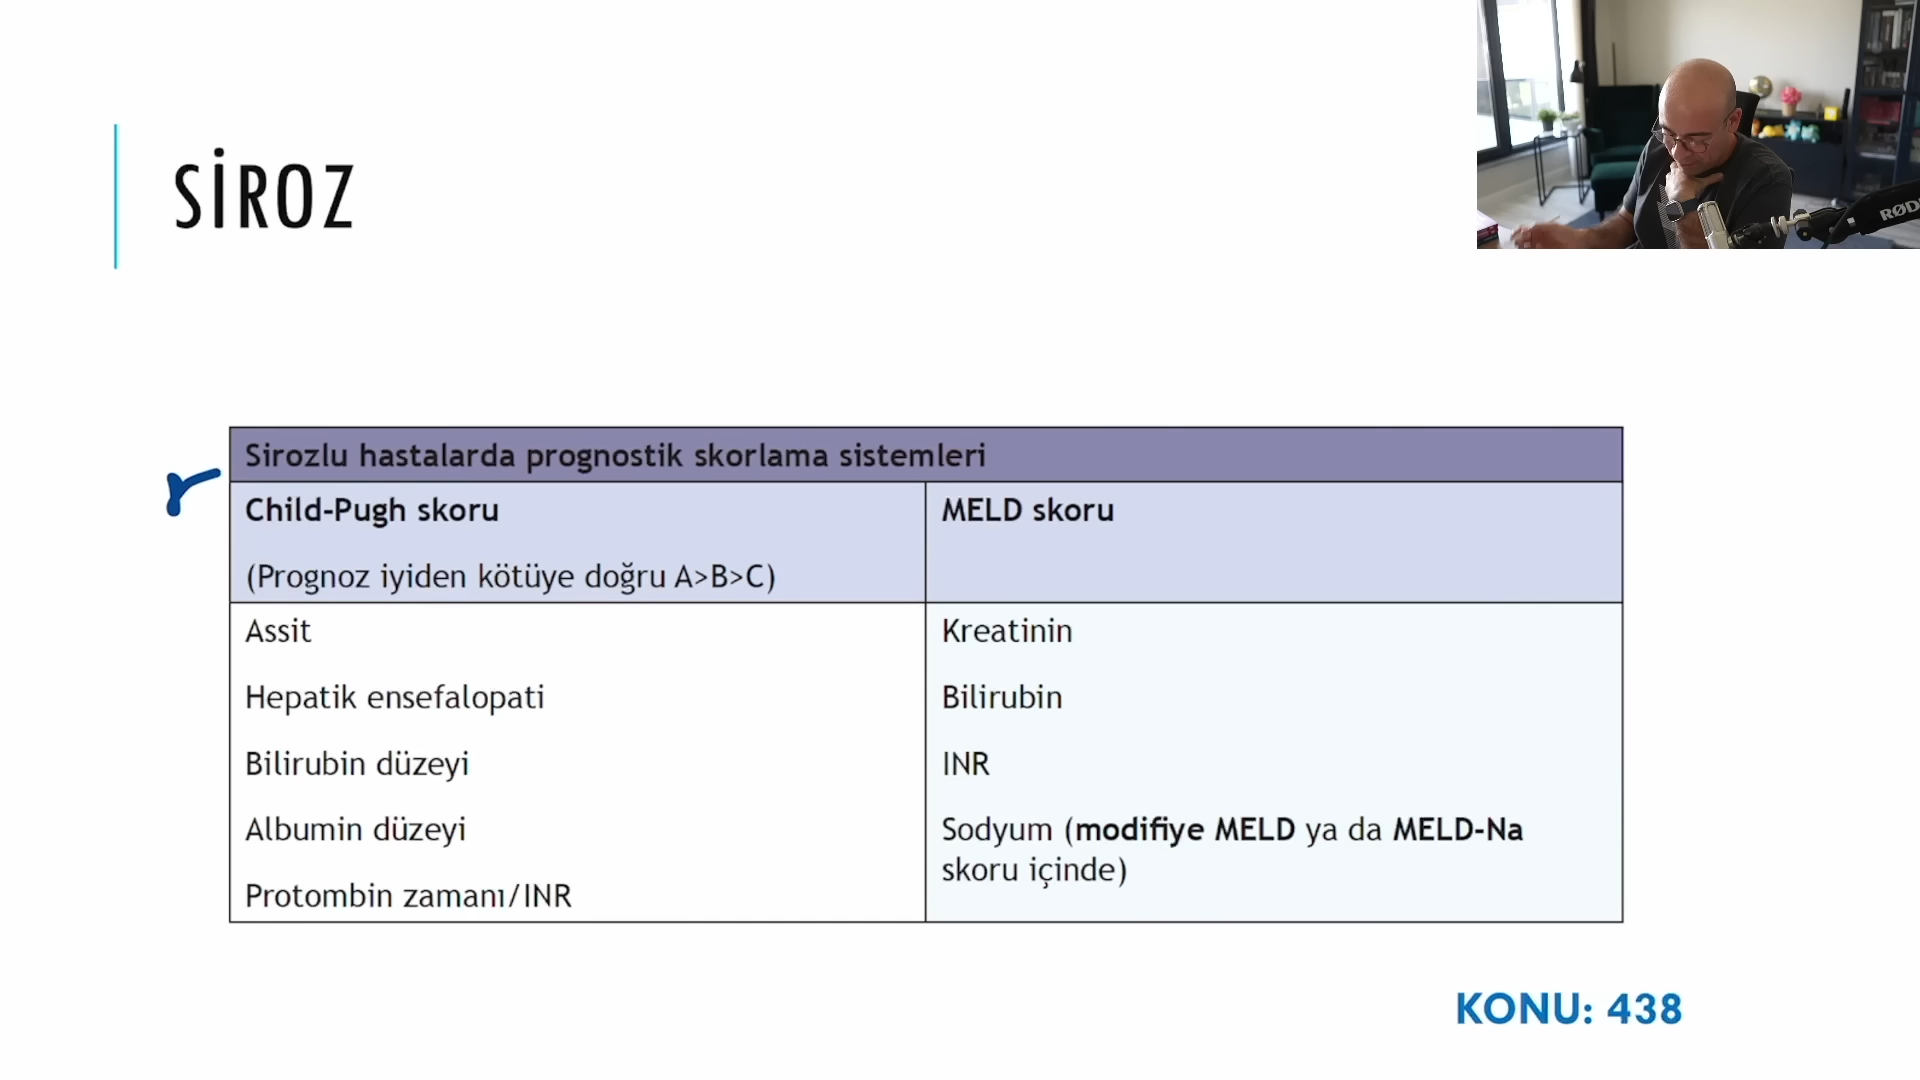 SİROZ
Sirozlu hastalarda prognostik skorlama sistemleri
Child-Pugh skoru
(Prognoz iyiden kötüye doğru A>B>C)
MELD skoru
Assit
Hepatik ensefalopati
Bilirubin düzeyi
Albumin düzeyi
Protombin zamanı/INR
Kreatinin
Bilirubin
INR
Sodyum (modifiye MELD ya da MELD-Na
skoru içinde)
KONU: 438